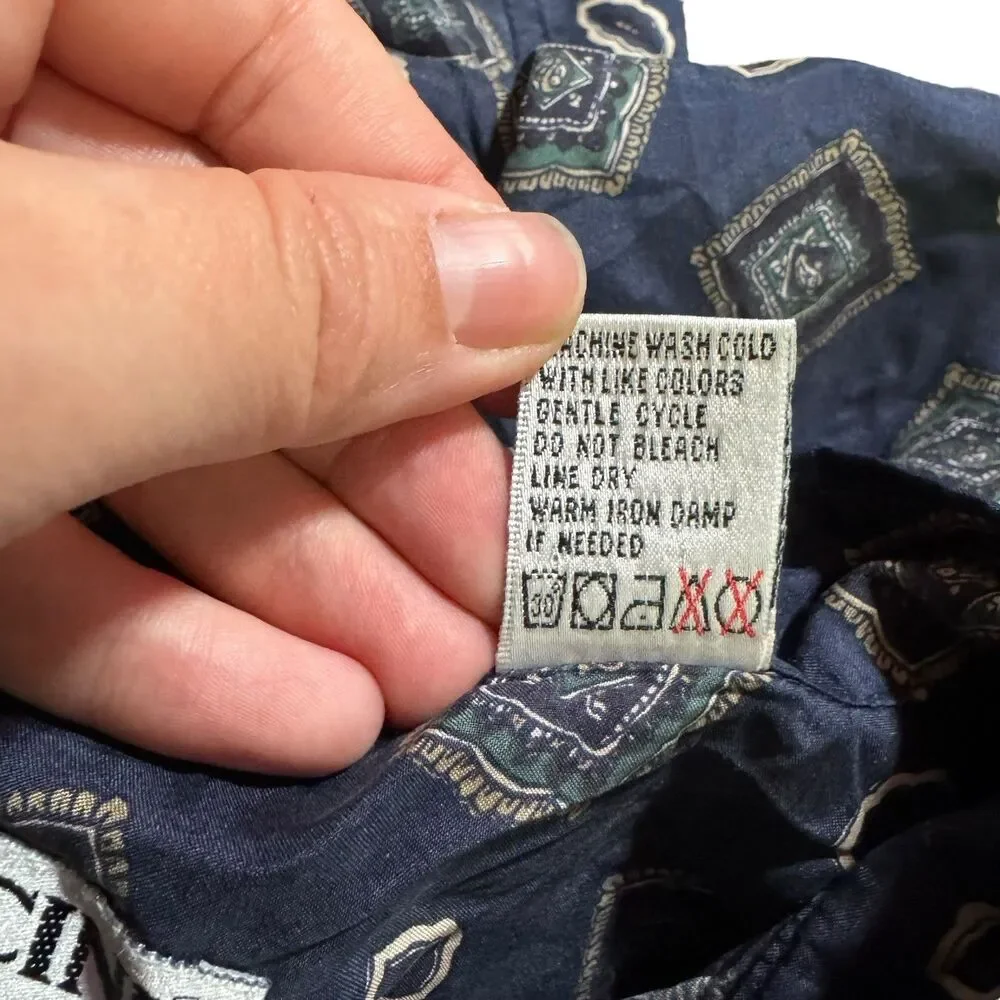 MACHINE WASH COLD
WITH LIKE COLORS
GENTLE CYCLE
DO NOT BLEACH
LINE DRY
WARM IRON DAMP
IF NEEDED
30